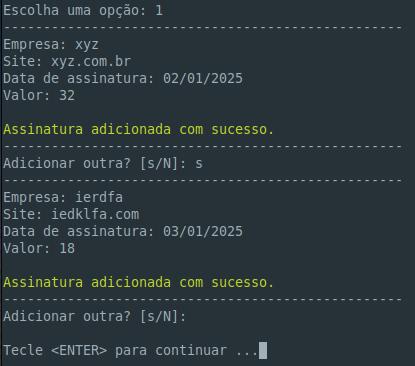 Escolha uma opção: 1
--------------------------------------------------
Empresa: xyz
Site: xyz.com.br
Data de assinatura: 02/01/2025
Valor: 32
Assinatura adicionada com sucesso.
--------------------------------------------------
Adicionar outra? [s/N]: s
--------------------------------------------------
Empresa: ierdfa
Site: iedklfa.com
Data de assinatura: 03/01/2025
Valor: 18
Assinatura adicionada com sucesso.
--------------------------------------------------
Adicionar outra? [s/N]:
Tecle <ENTER> para continuar ...